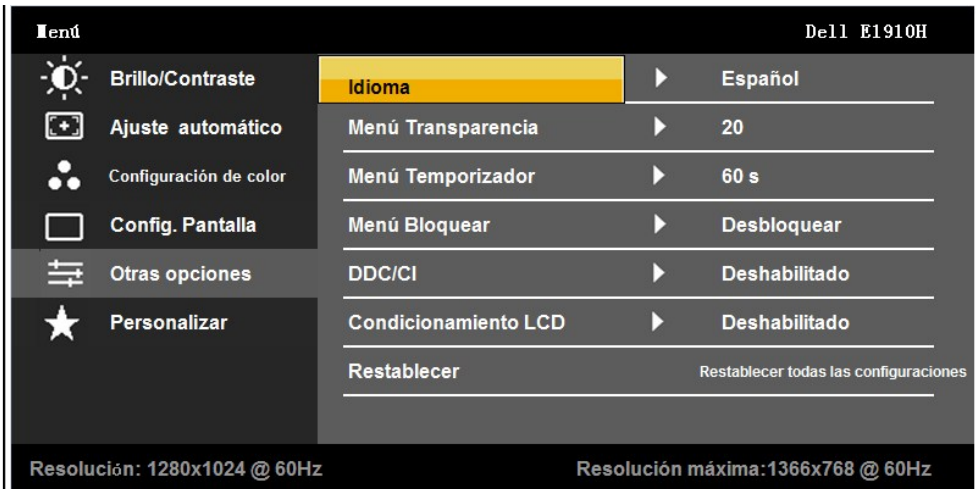 Menú Dell E1910H
Brillo/Contraste Idioma Español
Ajuste automático Menú Transparencia 20
Configuración de color Menú Temporizador 60 s
Config. Pantalla Menú Bloquear Desbloquear
Otras opciones DDC/CI Deshabilitado
Personalizar Condicionamiento LCD Deshabilitado
Restablecer Restablecer todas las configuraciones
Resolución: 1280x1024 @ 60Hz Resolución máxima:1366x768 @ 60Hz